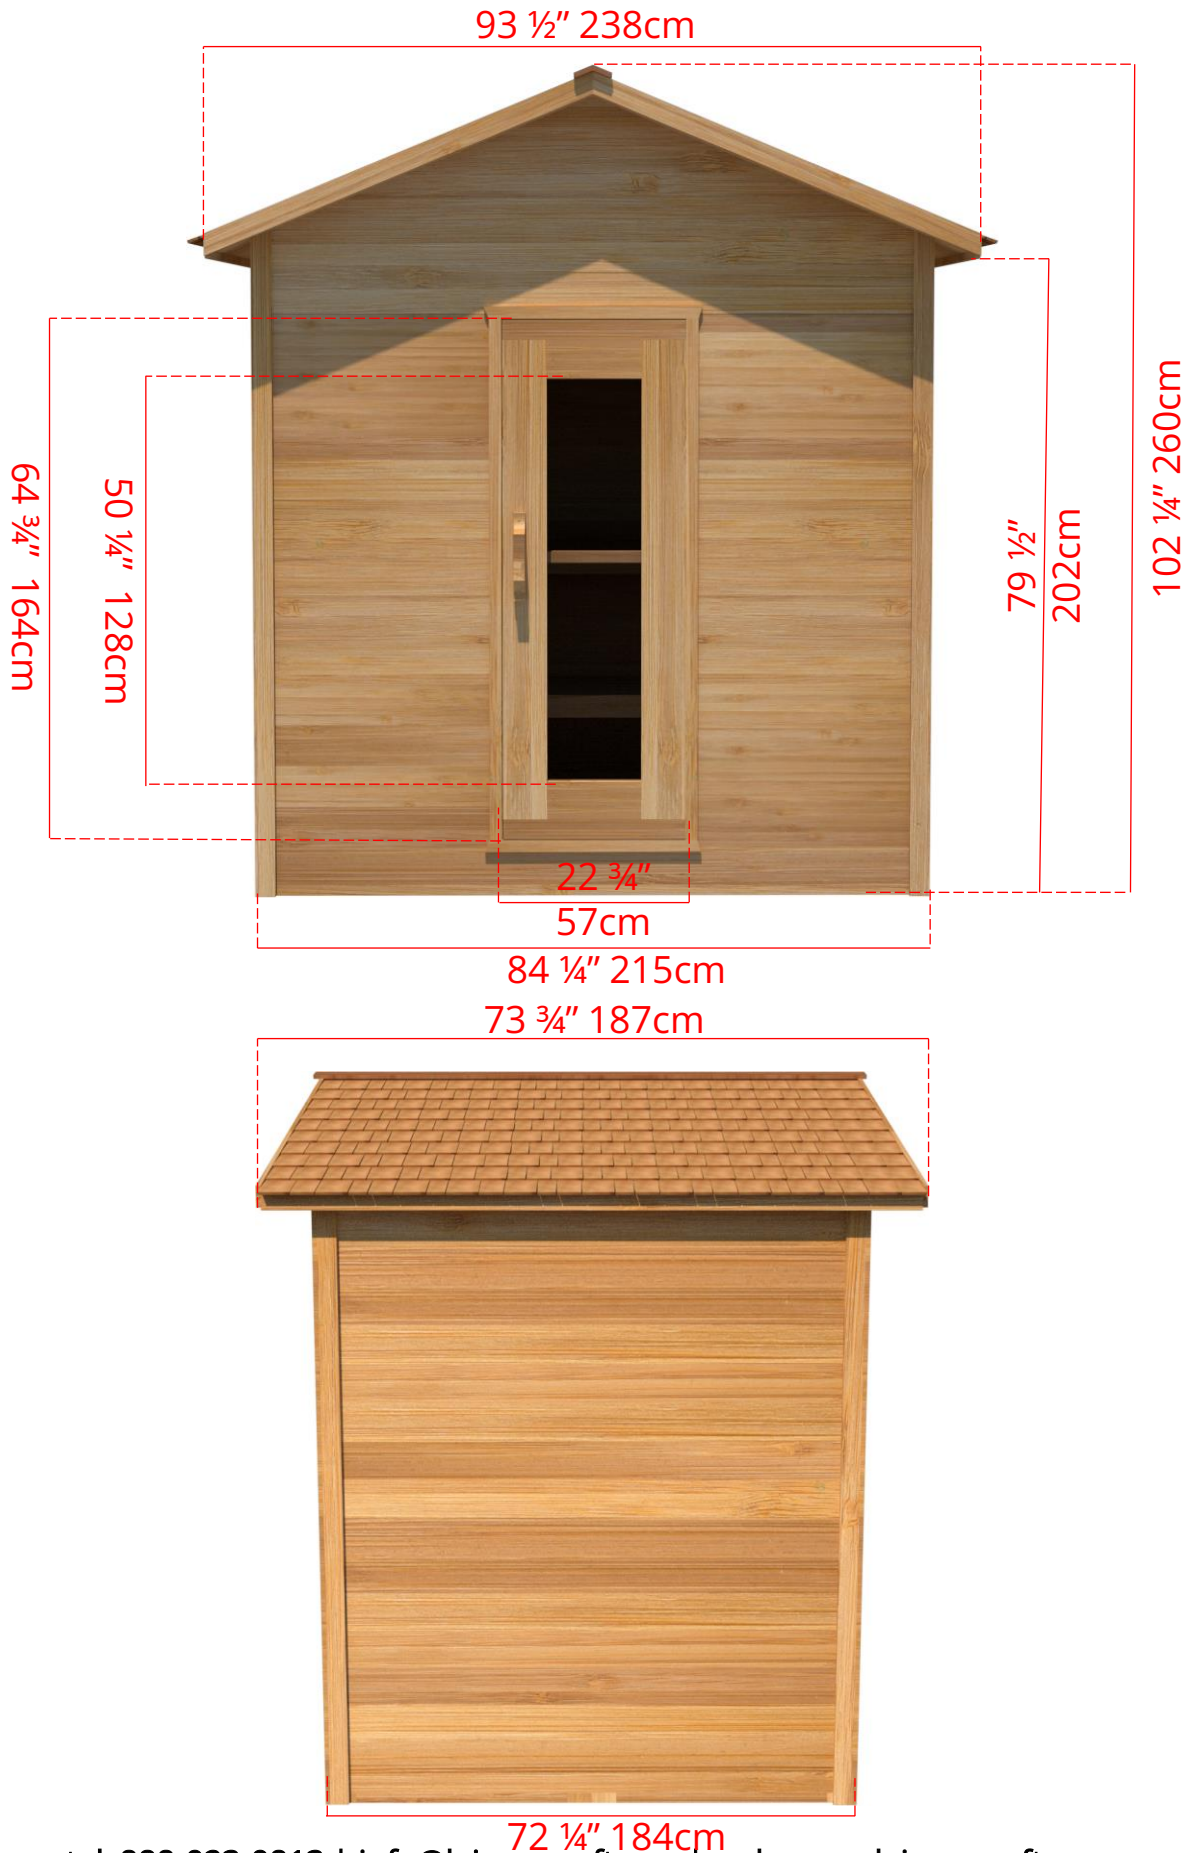 93 ½” 238cm
102 ¼” 260cm
79 ½”
202cm
64 ¾” 164cm
50 ¼” 128cm
22 ¾”
57cm
84 ¼” 215cm
73 ¾” 187cm
72 ¼” 184cm